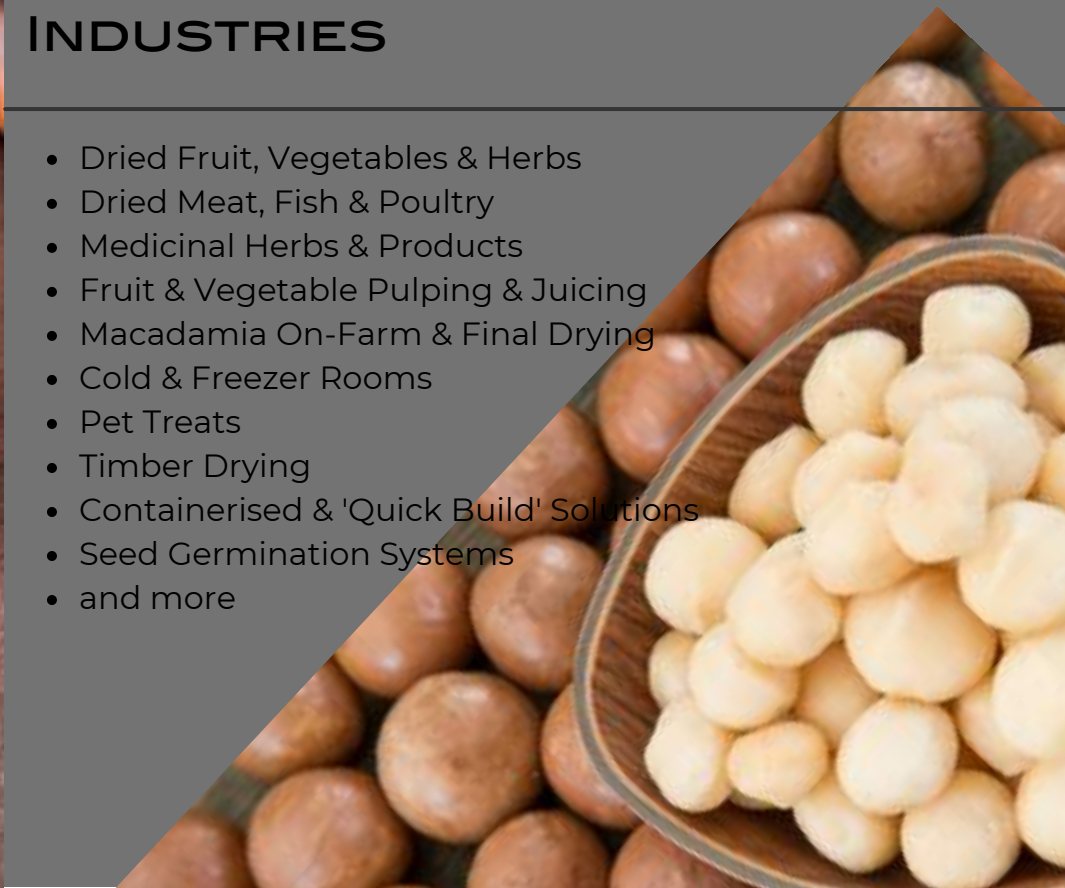 Industries
Dried Fruit, Vegetables & Herbs
Dried Meat, Fish & Poultry
Medicinal Herbs & Products
Fruit & Vegetable Pulping & Juicing
Macadamia On-Farm & Final Drying
Cold & Freezer Rooms
Pet Treats
Timber Drying
Containerised & 'Quick Build' Solutions
Seed Germination Systems
and more